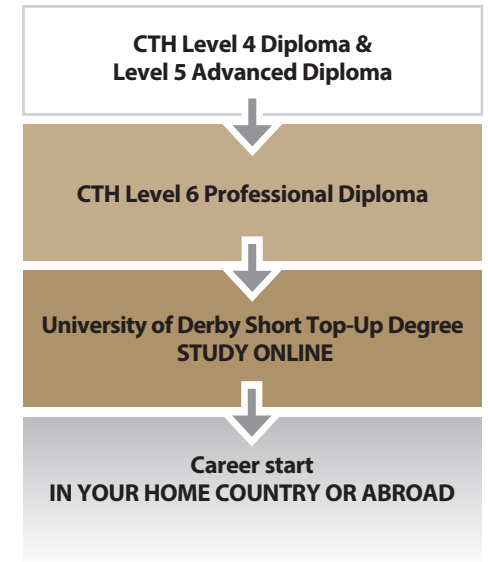 CTH Level 4 Diploma &
Level 5 Advanced Diploma
CTH Level 6 Professional Diploma
University of Derby Short Top-Up Degree
STUDY ONLINE
Career start
IN YOUR HOME COUNTRY OR ABROAD